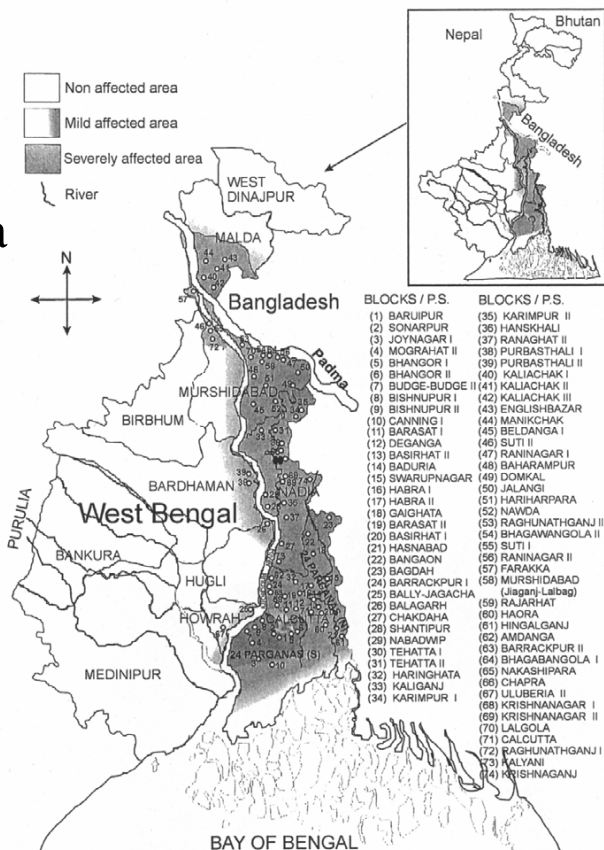 Nepal
Bhutan
Bangladesh
Non affected area
Mild affected area
Severely affected area
River
a
N
WEST
DINAJPUR
MALDA
Bangladesh
Padma
MURSHIDABAD
BIRBHUM
BARDHAMAN
NADIA
West Bengal
PURULIA
BANKURA
HUGLI
HOWRAH
CALCUTTA
24 PARGANAS (S)
MEDINIPUR
BAY OF BENGAL
BLOCKS / P.S.
(1) BARUIPUR
(2) SONARPUR
(3) JOYNAGAR I
(4) MOGRAHAT II
(5) BHANGOR I
(6) BHANGOR II
(7) BUDGE-BUDGE II
(8) BISHNUPUR I
(9) BISHNUPUR II
(10) CANNING I
(11) BARASAT I
(12) DEGANGA
(13) BASIRHAT II
(14) BADURIA
(15) SWARUPNAGAR
(16) HABRA I
(17) HABRA II
(18) GAIGHATA
(19) BARASAT II
(20) BASIRHAT I
(21) HASNABAD
(22) BANGAON
(23) BAGDAH
(24) BARRACKPUR I
(25) BALLY-JAGACHA
(26) BALAGARH
(27) CHAKDAHA
(28) SHANTIPUR
(29) NABADWIP
(30) TEHATTA I
(31) TEHATTA II
(32) HARINGHATA
(33) KALIGANJ
(34) KARIMPUR I
BLOCKS / P.S.
(35) KARIMPUR II
(36) HANSKHALI
(37) RANAGHAT II
(38) PURBASTHALI I
(39) PURBASTHALI II
(40) KALIACHAK I
(41) KALIACHAK II
(42) KALIACHAK III
(43) ENGLISHBAZAR
(44) MANIKCHAK
(45) BELDANGA I
(46) SUTI II
(47) RANINAGAR I
(48) BAHARAMPUR
(49) DOMKAL
(50) JALANGI
(51) HARIHARPARA
(52) NAWDA
(53) RAGHUNATHGANJ II
(54) BHAGAWANGOLA II
(55) SUTI I
(56) RANINAGAR II
(57) FARAKKA
(58) MURSHIDABAD
(Jiaganj-Lalbag)
(59) RAJARHAT
(60) HAORA
(61) HINGALGANJ
(62) AMDANGA
(63) BARRACKPUR II
(64) BHAGABANGOLA I
(65) NAKASHIPARA
(66) CHAPRA
(67) ULUBERIA II
(68) KRISHNANAGAR I
(69) KRISHNANAGAR II
(70) LALGOLA
(71) CALCUTTA
(72) RAGHUNATHGANJ I
(73) KALYANI
(74) KRISHNAGANJ